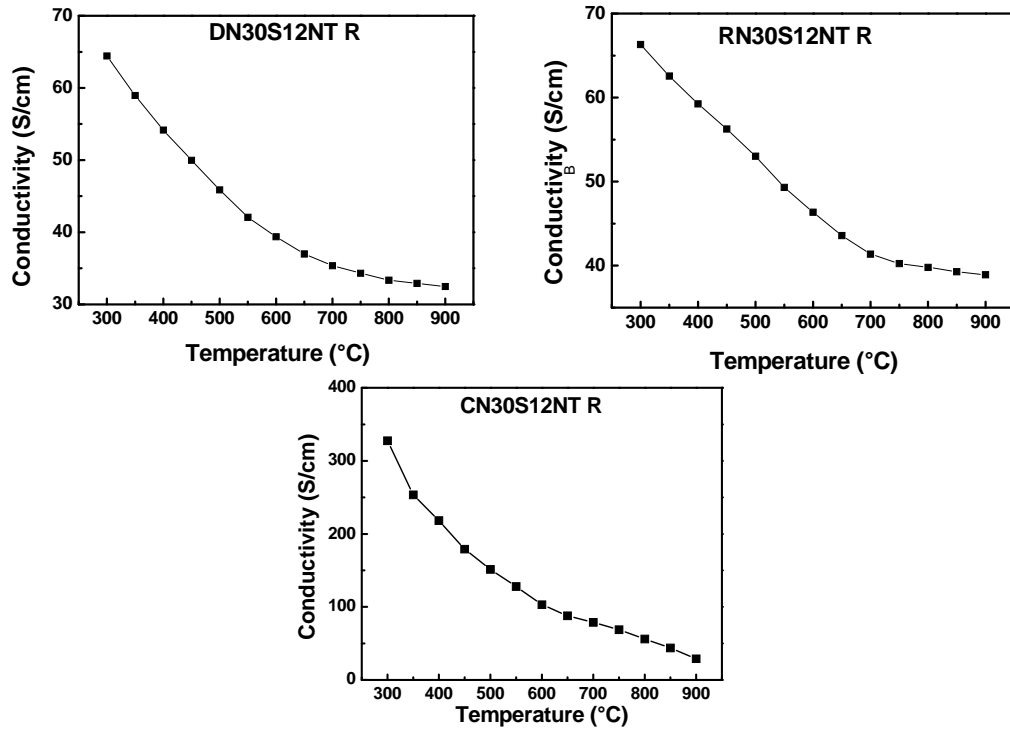 DN30S12NT R
Conductivity (S/cm)
70
60
50
40
30
300 400 500 600 700 800 900
Temperature (°C)
RN30S12NT R
Conductivity (S/cm)
B
70
60
50
40
300 400 500 600 700 800 900
Temperature (°C)
CN30S12NT R
Conductivity (S/cm)
400
300
200
100
0
300 400 500 600 700 800 900
Temperature (°C)